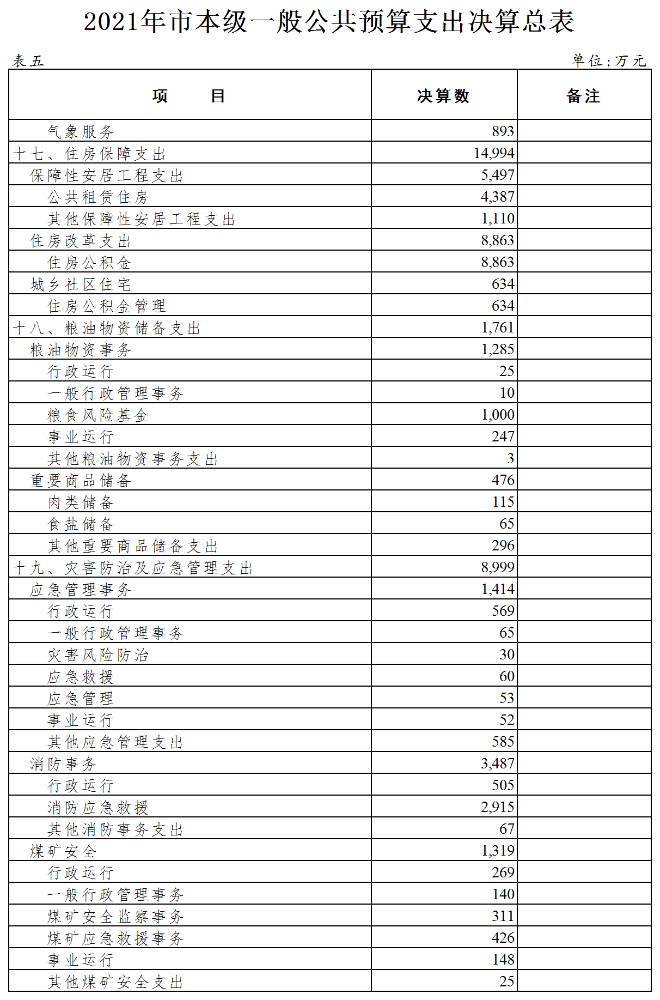 2021年市本级一般公共预算支出决算总表
表五 单位:万元
项 目 决算数 备注
气象服务 893
十七、住房保障支出 14,994
保障性安居工程支出 5,497
公共租赁住房 4,387
其他保障性安居工程支出 1,110
住房改革支出 8,863
住房公积金 8,863
城乡社区住宅 634
住房公积金管理 634
十八、粮油物资储备支出 1,761
粮油物资事务 1,285
行政运行 25
一般行政管理事务 10
粮食风险基金 1,000
事业运行 247
其他粮油物资事务支出 3
重要商品储备 476
肉类储备 115
食盐储备 65
其他重要商品储备支出 296
十九、灾害防治及应急管理支出 8,999
应急管理事务 1,414
行政运行 569
一般行政管理事务 65
灾害风险防治 30
应急救援 60
应急管理 53
事业运行 52
其他应急管理支出 585
消防事务 3,487
行政运行 505
消防应急救援 2,915
其他消防事务支出 67
煤矿安全 1,319
行政运行 269
一般行政管理事务 140
煤矿安全监察事务 311
煤矿应急救援事务 426
事业运行 148
其他煤矿安全支出 25